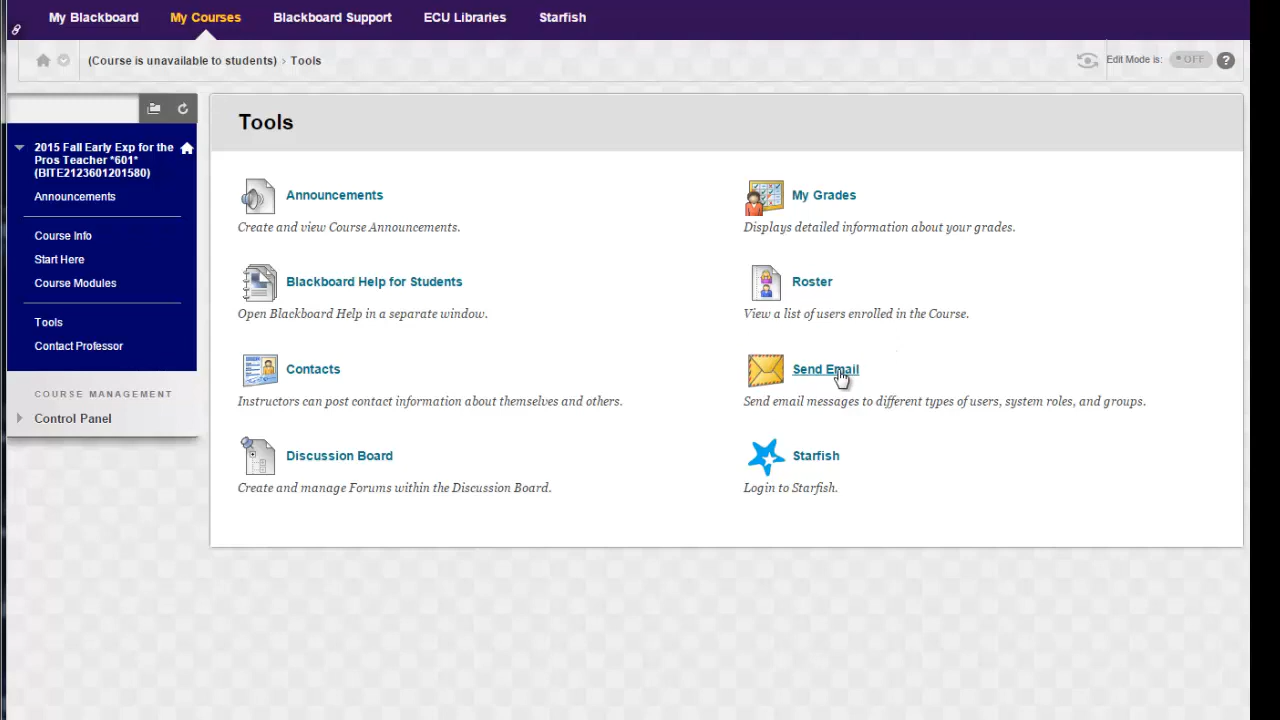 My Blackboard My Courses Blackboard Support ECU Libraries Starfish
(Course is unavailable to students) › Tools
Edit Mode is: OFF ?
Tools
2015 Fall Early Exp for the
Pros Teacher *601*
(BITE2123601201580)
Announcements
Course Info
Start Here
Course Modules
Tools
Contact Professor
COURSE MANAGEMENT
Control Panel
Announcements
Create and view Course Announcements.
My Grades
Displays detailed information about your grades.
Blackboard Help for Students
Open Blackboard Help in a separate window.
Roster
View a list of users enrolled in the Course.
Contacts
Instructors can post contact information about themselves and others.
Send Email
Send email messages to different types of users, system roles, and groups.
Discussion Board
Create and manage Forums within the Discussion Board.
Starfish
Login to Starfish.